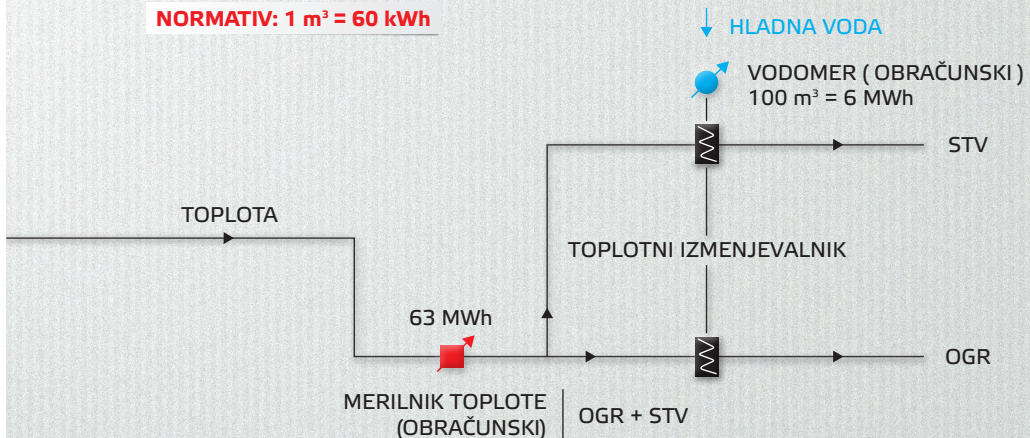 NORMATIV: 1 m³ = 60 kWh
HLADNA VODA
VODOMER ( OBRAČUNSKI )
100 m³ = 6 MWh
STV
TOPLOTA
TOPLOTNI IZMENJEVALNIK
63 MWh
OGR
MERILNIK TOPLOTE
(OBRAČUNSKI)
OGR + STV